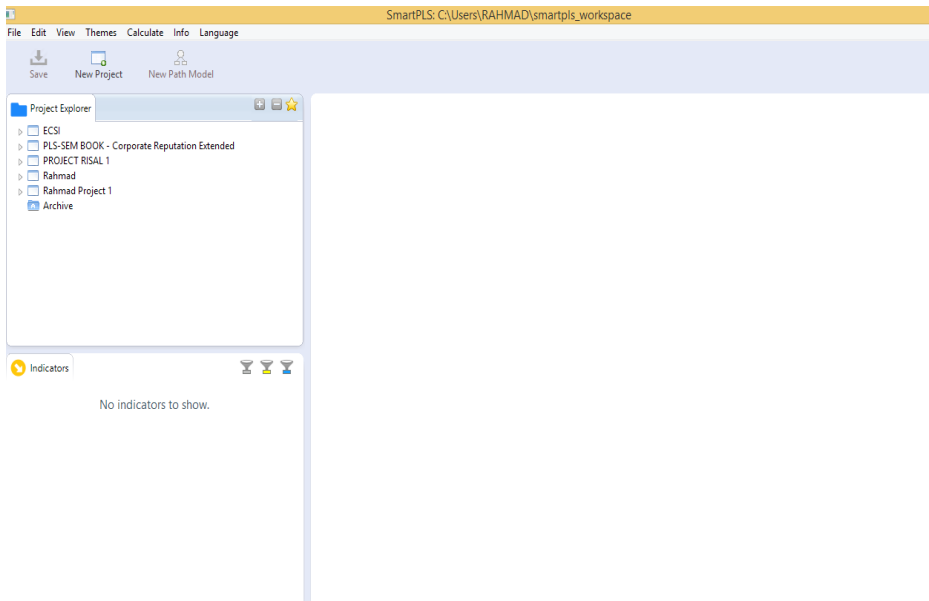 SmartPLS: C:\Users\RAHMAD\smartpls_workspace
File Edit View Themes Calculate Info Language
Save New Project New Path Model
Project Explorer
ECSI
PLS-SEM BOOK - Corporate Reputation Extended
PROJECT RISAL 1
Rahmad
Rahmad Project 1
Archive
Indicators
No indicators to show.